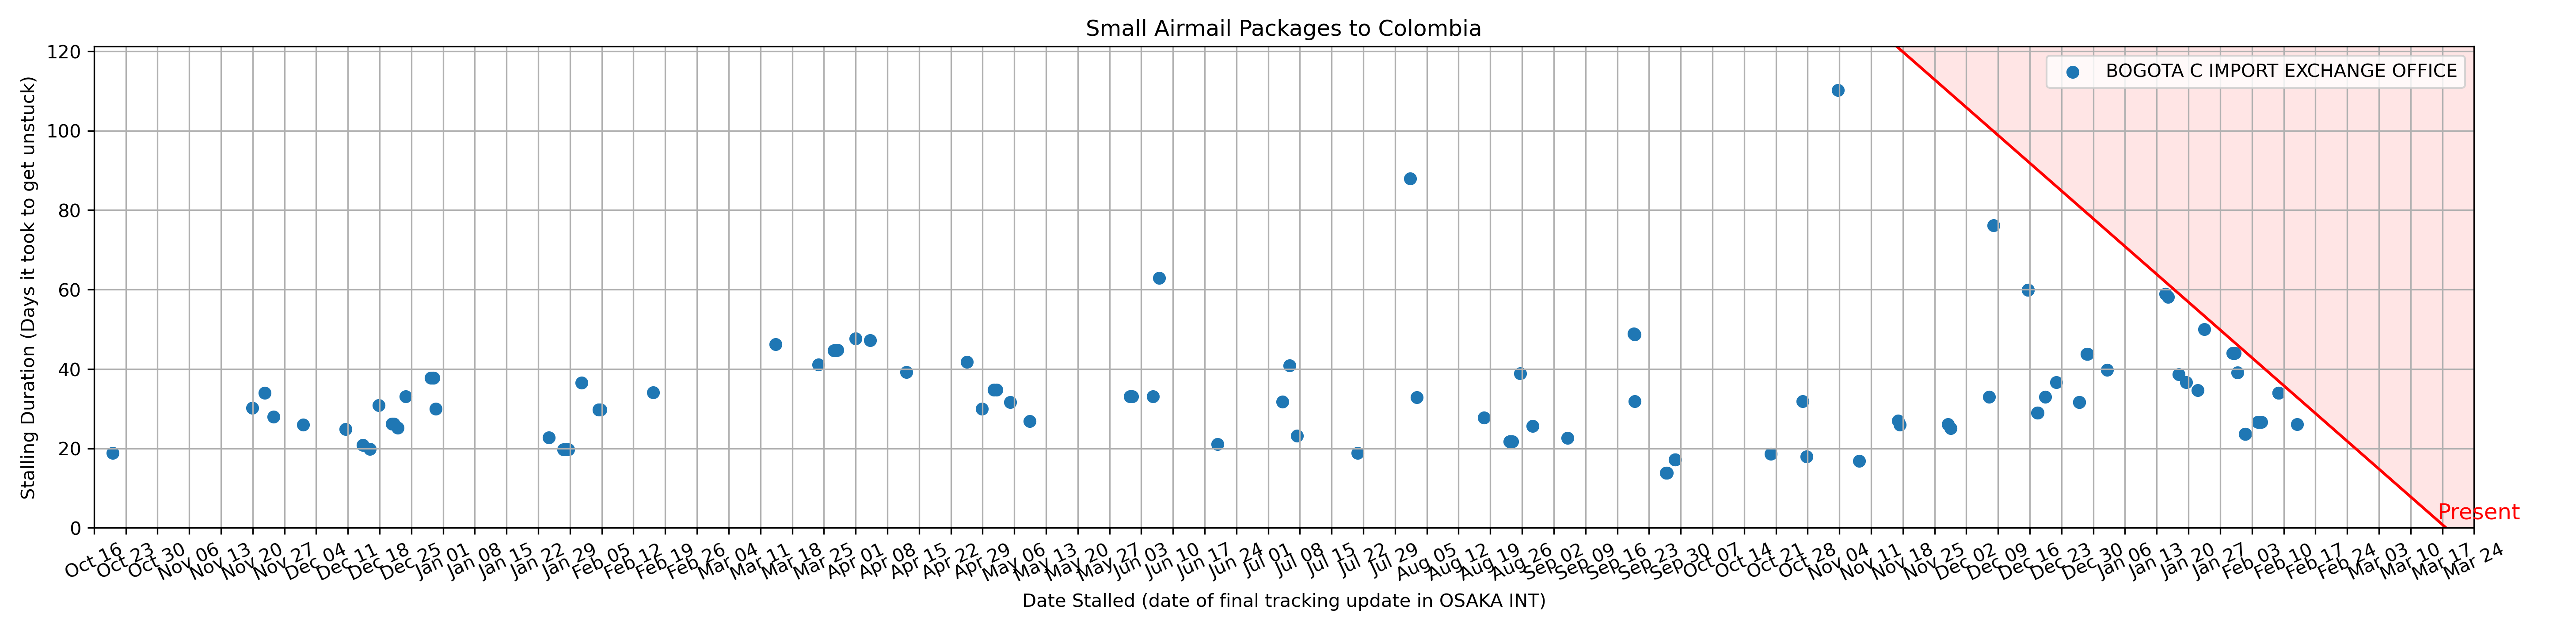 Small Airmail Packages to Colombia
BOGOTA C IMPORT EXCHANGE OFFICE
120
100
80
60
40
20
0
Stalling Duration (Days it took to get unstuck)
Present
Oct 16
Oct 23
Oct 30
Nov 06
Nov 13
Nov 20
Nov 27
Dec 04
Dec 11
Dec 18
Dec 25
Jan 01
Jan 08
Jan 15
Jan 22
Jan 29
Feb 05
Feb 12
Feb 19
Feb 26
Mar 04
Mar 11
Mar 18
Mar 25
Apr 01
Apr 08
Apr 15
Apr 22
Apr 29
May 06
May 13
May 20
May 27
Jun 03
Jun 10
Jun 17
Jun 24
Jul 01
Jul 08
Jul 15
Jul 22
Jul 29
Aug 05
Aug 12
Aug 19
Aug 26
Sep 02
Sep 09
Sep 16
Sep 23
Sep 30
Oct 07
Oct 14
Oct 21
Oct 28
Nov 04
Nov 11
Nov 18
Nov 25
Dec 02
Dec 09
Dec 16
Dec 23
Dec 30
Jan 06
Jan 13
Jan 20
Jan 27
Feb 03
Feb 10
Feb 17
Feb 24
Mar 03
Mar 10
Mar 17
Mar 24
Date Stalled (date of final tracking update in OSAKA INT)